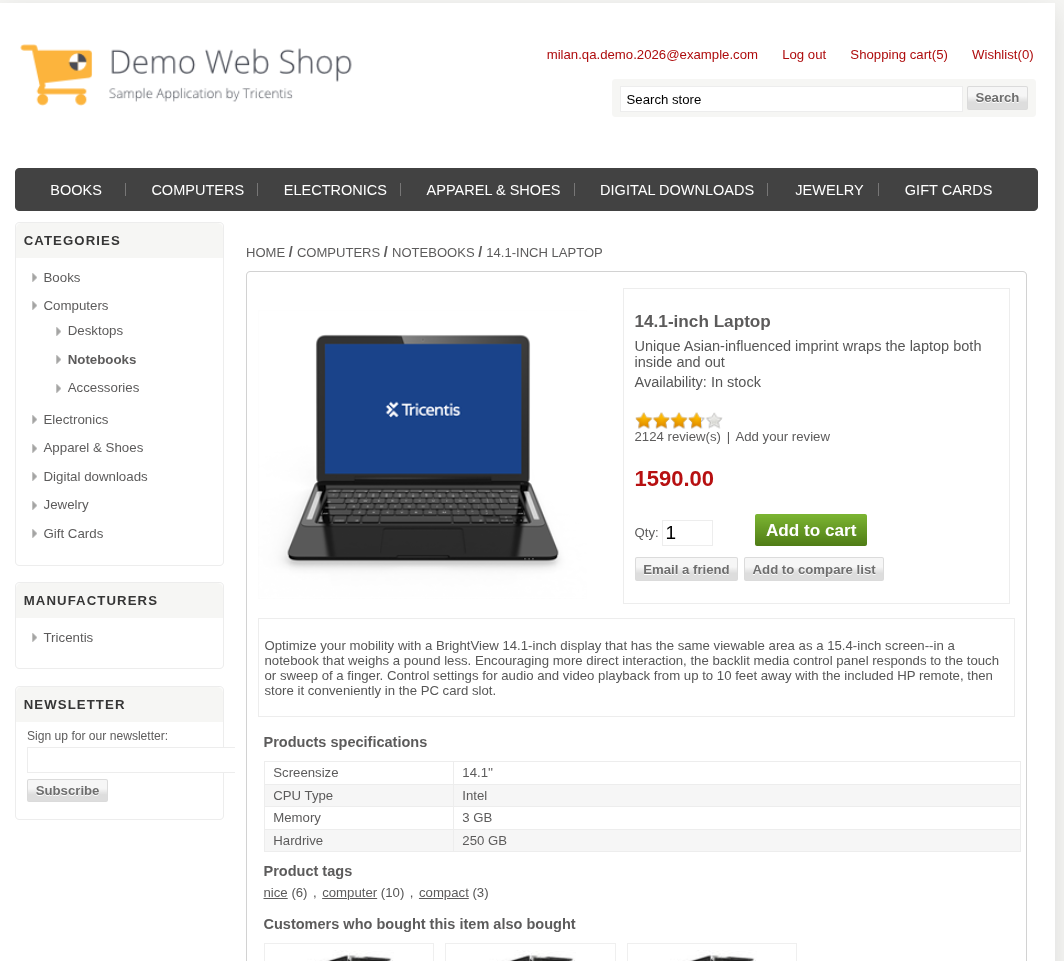 Demo Web Shop
Sample Application by Tricentis
milan.qa.demo.2026@example.com Log out Shopping cart(5) Wishlist(0)
Search store Search
BOOKS COMPUTERS ELECTRONICS APPAREL & SHOES DIGITAL DOWNLOADS JEWELRY GIFT CARDS
CATEGORIES
Books
Computers
Desktops
Notebooks
Accessories
Electronics
Apparel & Shoes
Digital downloads
Jewelry
Gift Cards
MANUFACTURERS
Tricentis
NEWSLETTER
Sign up for our newsletter:
Subscribe
HOME / COMPUTERS / NOTEBOOKS / 14.1-INCH LAPTOP
Tricentis
14.1-inch Laptop
Unique Asian-influenced imprint wraps the laptop both
inside and out
Availability: In stock
2124 review(s) | Add your review
1590.00
Qty: 1 Add to cart
Email a friend Add to compare list
Optimize your mobility with a BrightView 14.1-inch display that has the same viewable area as a 15.4-inch screen--in a
notebook that weighs a pound less. Encouraging more direct interaction, the backlit media control panel responds to the touch
or sweep of a finger. Control settings for audio and video playback from up to 10 feet away with the included HP remote, then
store it conveniently in the PC card slot.
Products specifications
Screensize 14.1"
CPU Type Intel
Memory 3 GB
Hardrive 250 GB
Product tags
nice (6) , computer (10) , compact (3)
Customers who bought this item also bought